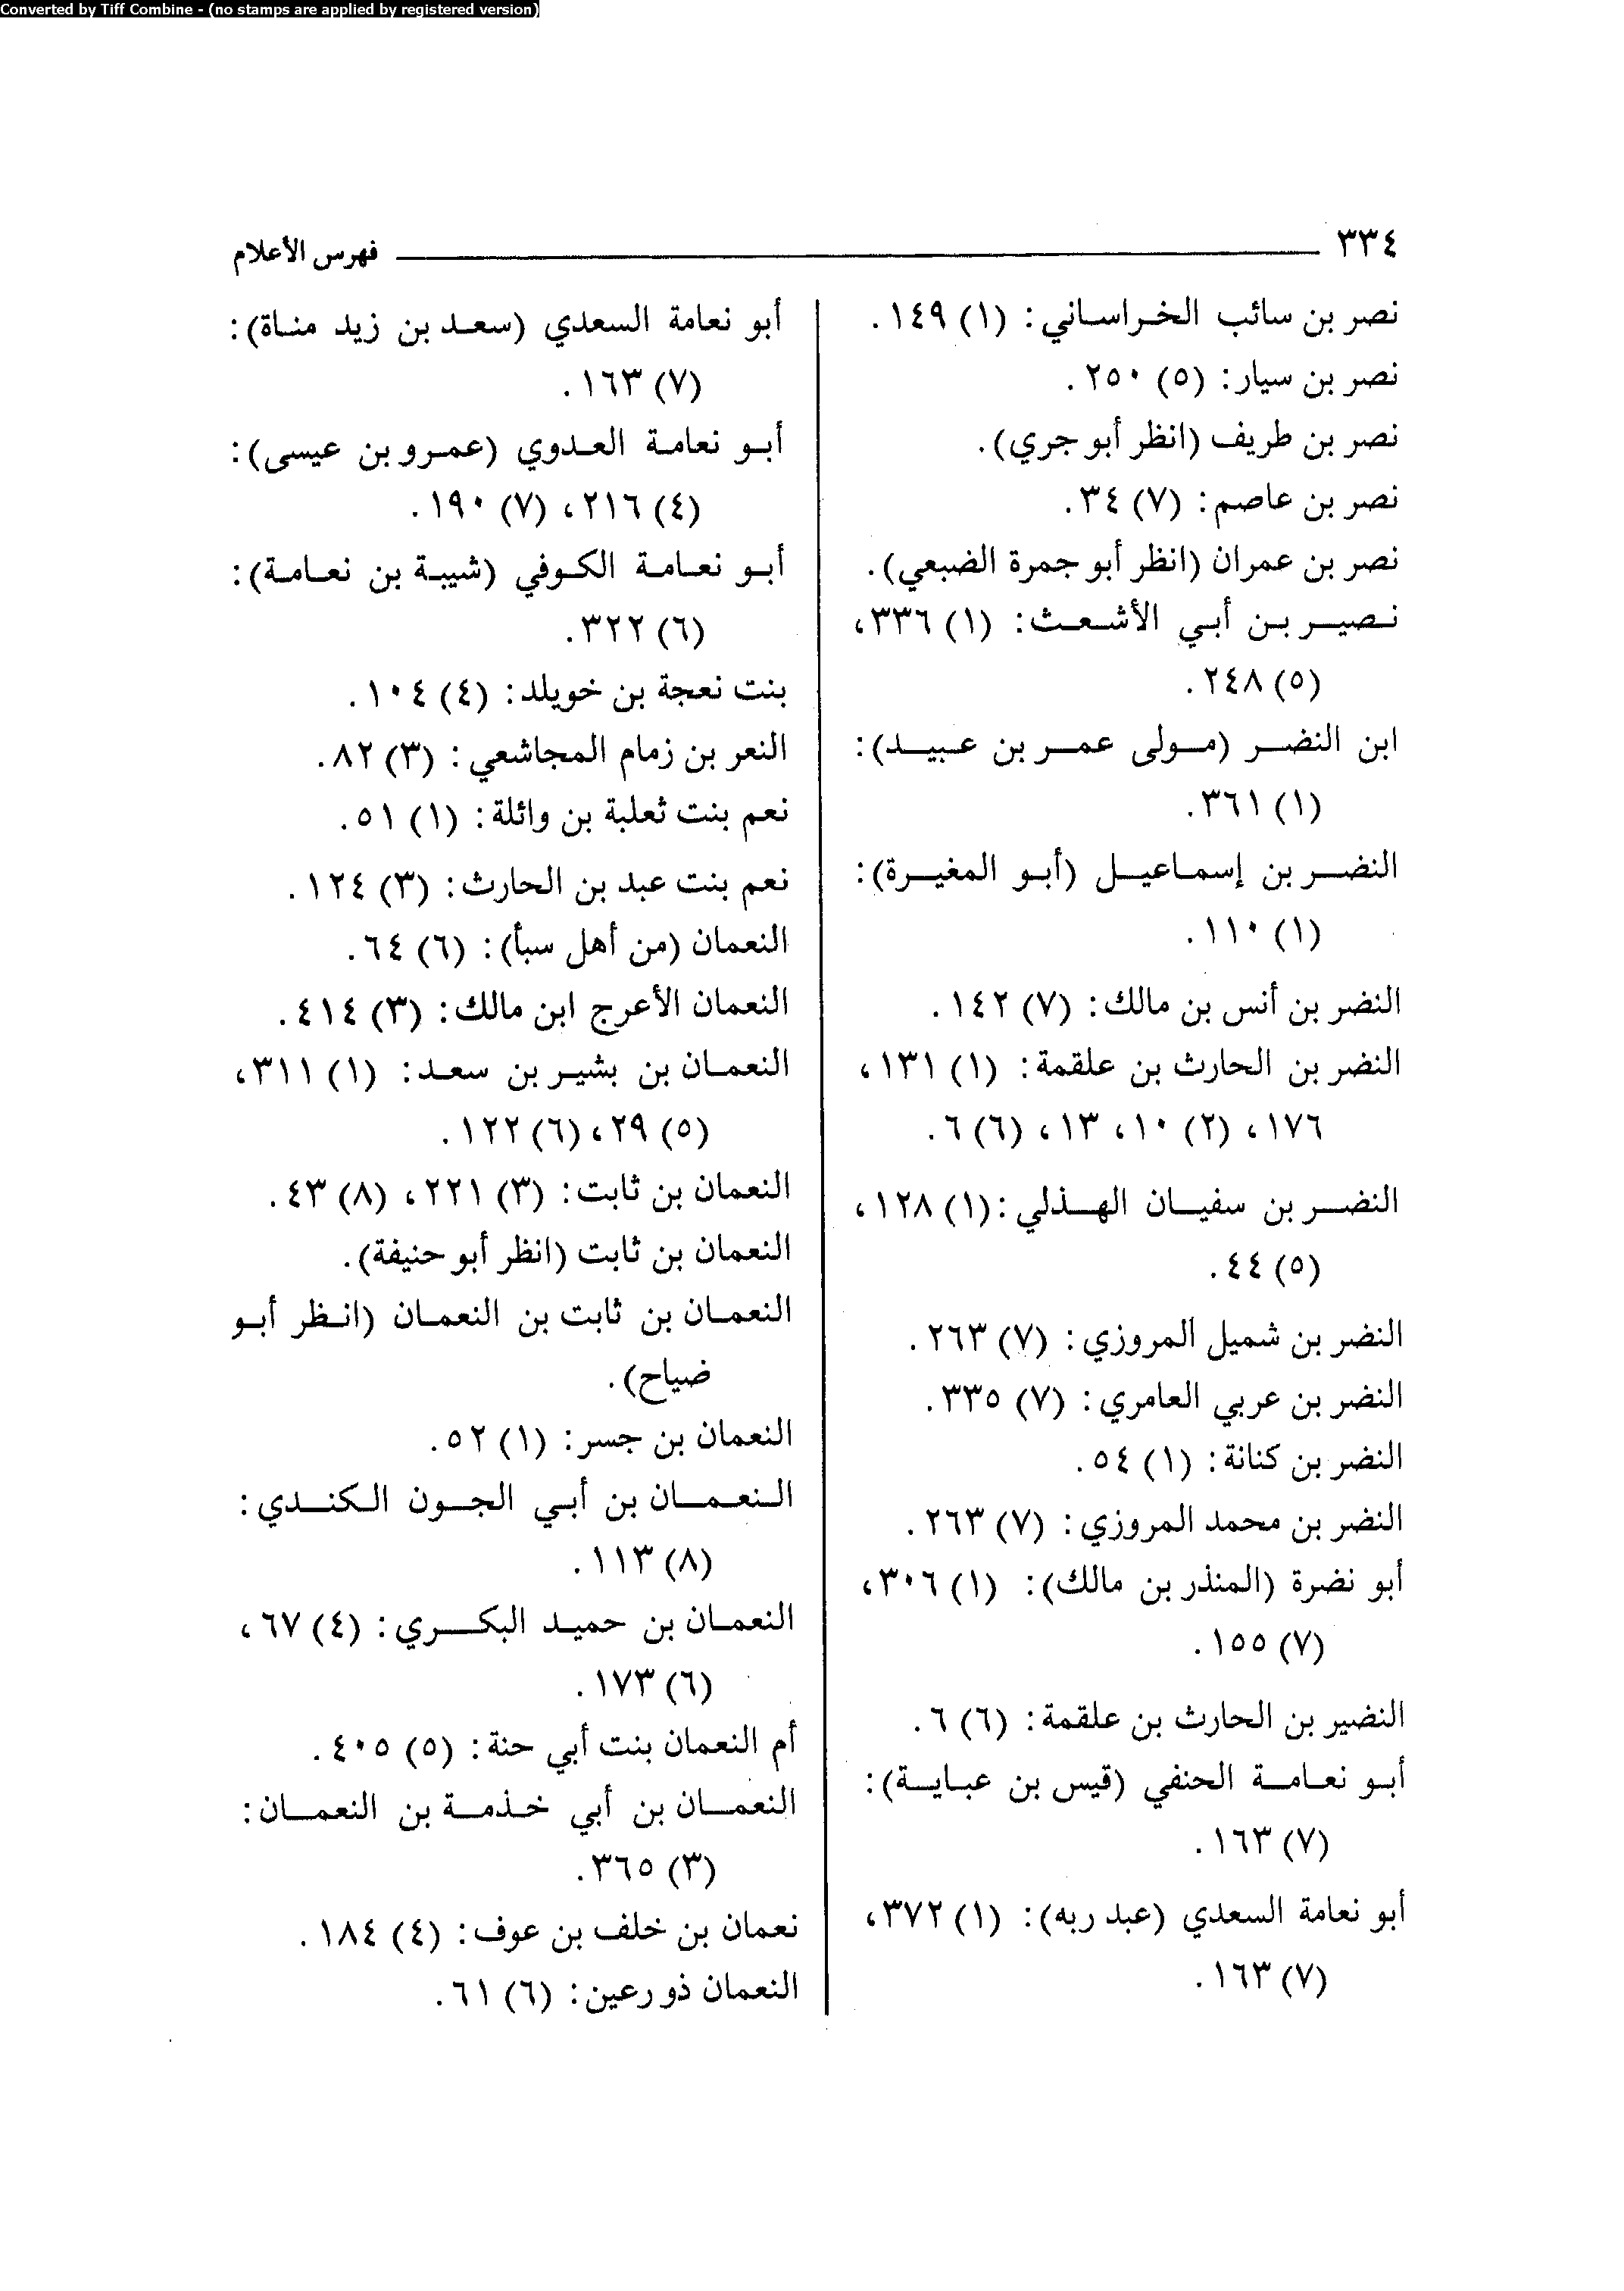 Converted by Tiff Combine - (no stamps are applied by registered version)
٣٣٤ فهرس الأعلام
نصر بن سائب الخراساني: (١) ١٤٩.
نصر بن سيار: (٥) ٢٥٠.
نصر بن طريف (انظر أبو جري).
نصر بن عاصم: (٧) ٣٤.
نصر بن عمران (انظر أبو جمرة الضبعي).
نصير بن أبي الأشعث: (١) ٣٣٦،
(٥) ٢٤٨.
ابن النضر (مولى عمر بن عبيد):
(١) ٣٦١.
النضر بن إسماعيل (أبو المغيرة):
(١) ١١٠.
النضر بن أنس بن مالك: (٧) ١٤٢.
النضر بن الحارث بن علقمة: (١) ١٣١،
١٧٦، (٢) ١٠، ١٣، (٦) ٦.
النضر بن سفيان الهذلي: (١) ١٢٨،
(٥) ٤٤.
النضر بن شميل المروزي: (٧) ٢٦٣.
النضر بن عربي العامري: (٧) ٣٣٥.
النضر بن كنانة: (١) ٥٤.
النضر بن محمد المروزي: (٧) ٢٦٣.
أبو نضرة (المنذر بن مالك): (١) ٣٠٦،
(٧) ١٥٥.
النضير بن الحارث بن علقمة: (٦) ٦.
أبو نعامة الحنفي (قيس بن عباية):
(٧) ١٦٣.
أبو نعامة السعدي (عبد ربه): (١) ٣٧٢،
(٧) ١٦٣.
أبو نعامة السعدي (سعد بن زيد مناة):
(٧) ١٦٣.
أبو نعامة العدوي (عمرو بن عيسى):
(٤) ٢١٦، (٧) ١٩٠.
أبو نعامة الكوفي (شيبة بن نعامة):
(٦) ٣٢٢.
بنت نعجة بن خويلد: (٤) ١٠٤.
النعر بن زمام المجاشعي: (٣) ٨٢.
نعم بنت ثعلبة بن وائلة: (١) ٥١.
نعم بنت عبد بن الحارث: (٣) ١٢٤.
النعمان (من أهل سبأ): (٦) ٦٤.
النعمان الأعرج ابن مالك: (٣) ٤١٤.
النعمان بن بشير بن سعد: (١) ٣١١،
(٥) ٢٩، (٦) ١٢٢.
النعمان بن ثابت: (٣) ٢٢١، (٨) ٤٣.
النعمان بن ثابت (انظر أبو حنيفة).
النعمان بن ثابت بن النعمان (انظر أبو
ضياح).
النعمان بن جسر: (١) ٥٢.
النعمان بن أبي الجون الكندي:
(٨) ١١٣.
النعمان بن حميد البكري: (٤) ٦٧،
(٦) ١٧٣.
أم النعمان بنت أبي حنة: (٥) ٤٠٥.
النعمان بن أبي خذمة بن النعمان:
(٣) ٣٦٥.
نعمان بن خلف بن عوف: (٤) ١٨٤.
النعمان ذو رعين: (٦) ٦١.